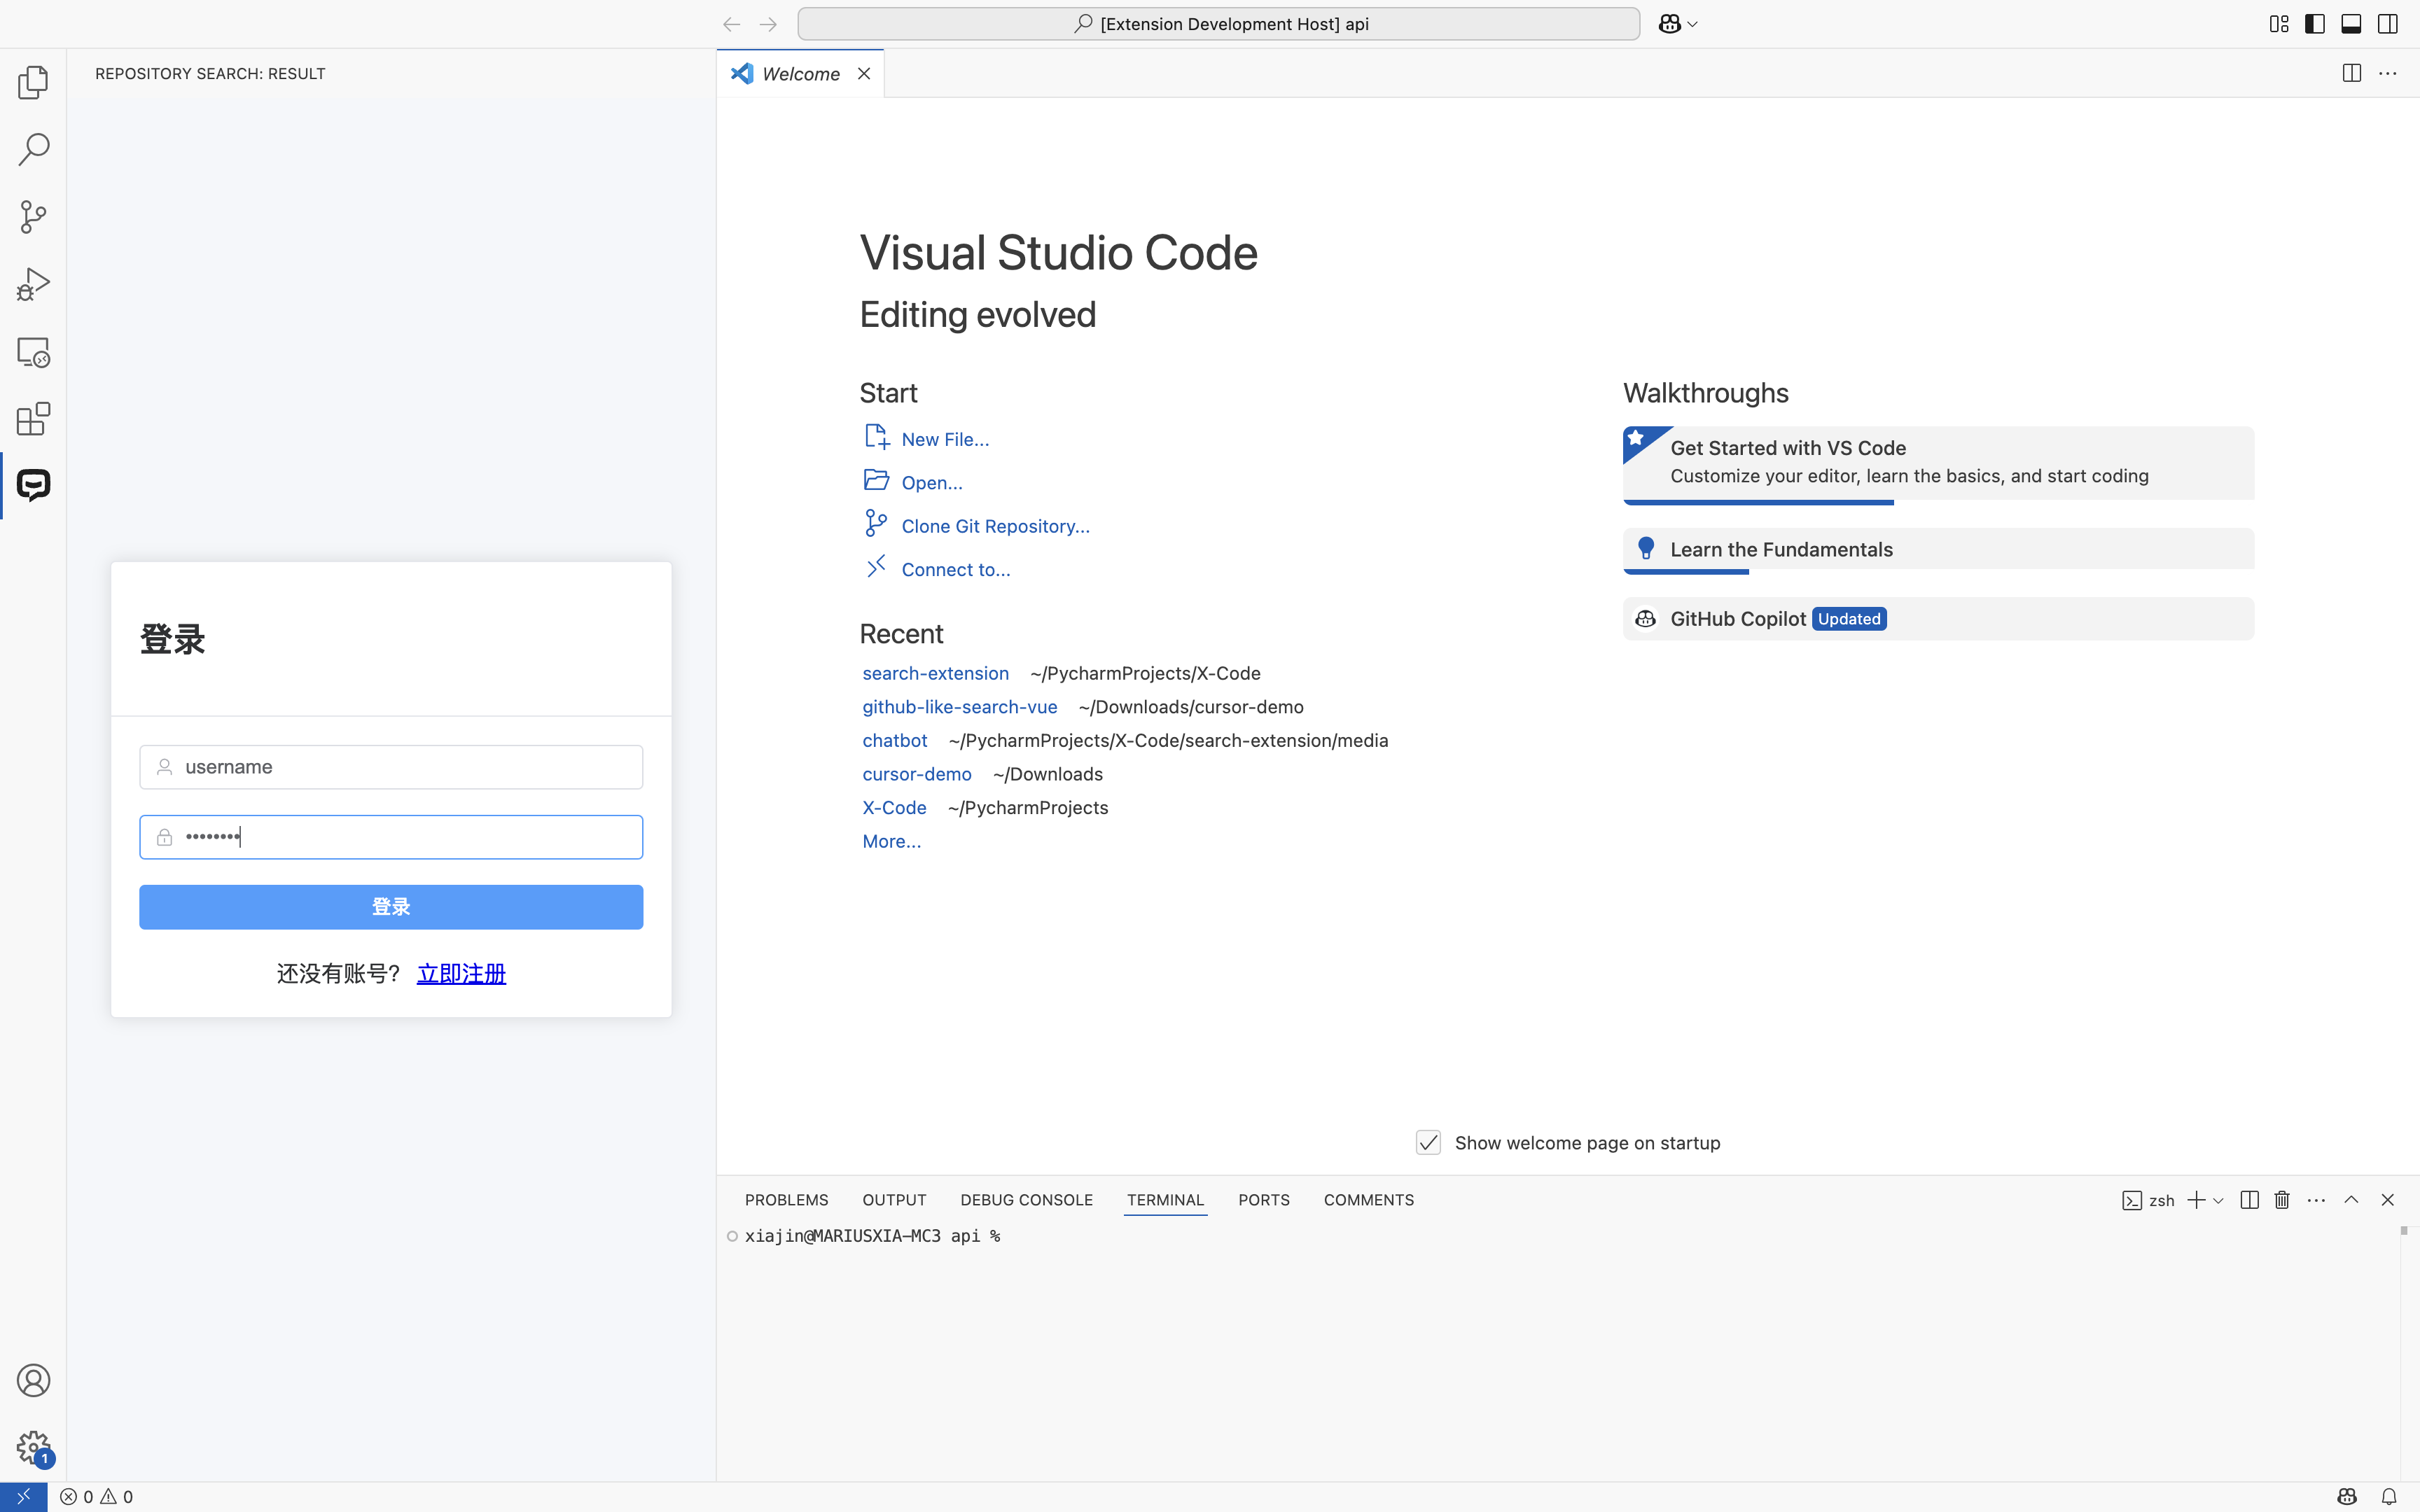 [Extension Development Host] api
REPOSITORY SEARCH: RESULT
登录
username
••••••••
登录
还没有账号? 立即注册
Welcome
Visual Studio Code
Editing evolved
Start
New File...
Open...
Clone Git Repository...
Connect to...
Recent
search-extension ~/PycharmProjects/X-Code
github-like-search-vue ~/Downloads/cursor-demo
chatbot ~/PycharmProjects/X-Code/search-extension/media
cursor-demo ~/Downloads
X-Code ~/PycharmProjects
More...
Walkthroughs
Get Started with VS Code
Customize your editor, learn the basics, and start coding
Learn the Fundamentals
GitHub Copilot Updated
Show welcome page on startup
PROBLEMS OUTPUT DEBUG CONSOLE TERMINAL PORTS COMMENTS zsh
xiajin@MARIUSXIA-MC3 api %
1
0 0